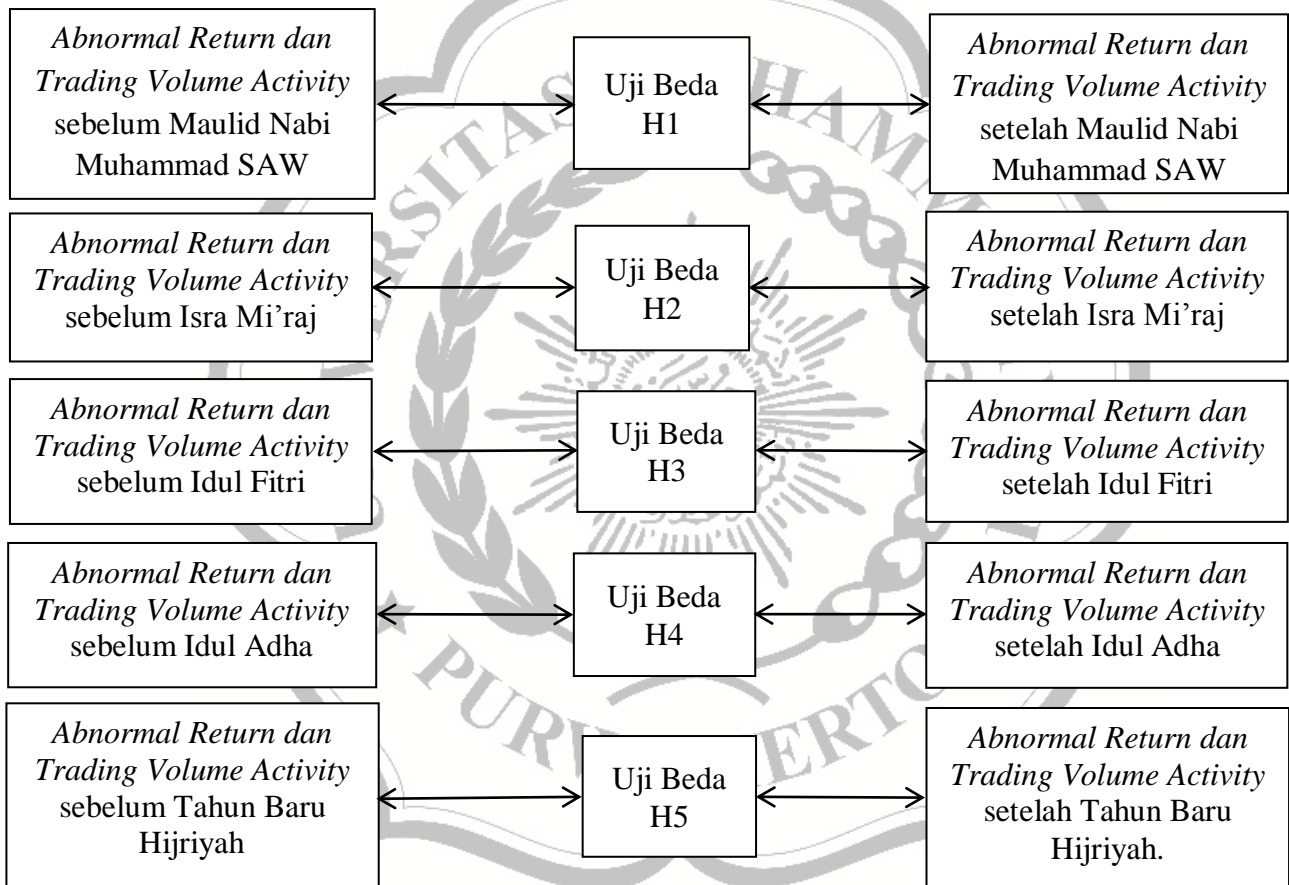 Abnormal Return dan
Trading Volume Activity
sebelum Maulid Nabi
Muhammad SAW
Uji Beda
H1
Abnormal Return dan
Trading Volume Activity
setelah Maulid Nabi
Muhammad SAW
Abnormal Return dan
Trading Volume Activity
sebelum Isra Mi’raj
Uji Beda
H2
Abnormal Return dan
Trading Volume Activity
setelah Isra Mi’raj
Abnormal Return dan
Trading Volume Activity
sebelum Idul Fitri
Uji Beda
H3
Abnormal Return dan
Trading Volume Activity
setelah Idul Fitri
Abnormal Return dan
Trading Volume Activity
sebelum Idul Adha
Uji Beda
H4
Abnormal Return dan
Trading Volume Activity
setelah Idul Adha
Abnormal Return dan
Trading Volume Activity
sebelum Tahun Baru
Hijriyah
Uji Beda
H5
Abnormal Return dan
Trading Volume Activity
setelah Tahun Baru
Hijriyah.